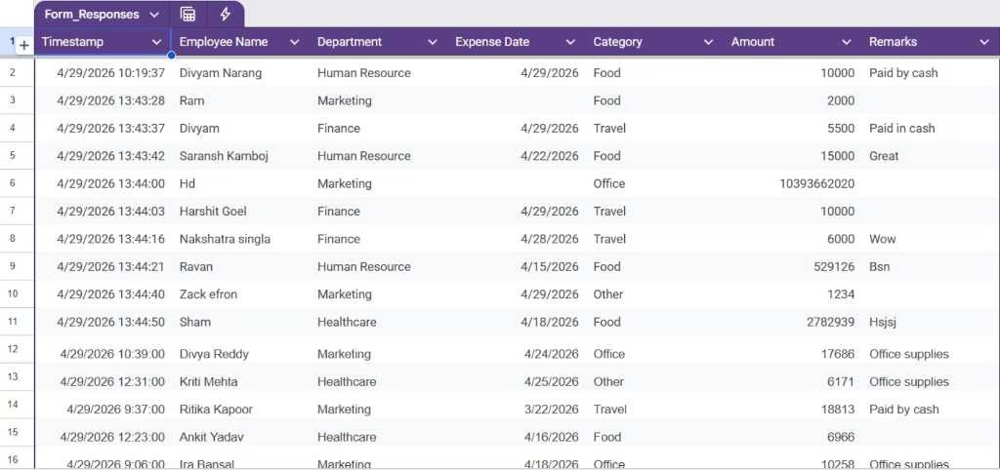 Form_Responses
1 Timestamp Employee Name Department Expense Date Category Amount Remarks
2 4/29/2026 10:19:37 Divyam Narang Human Resource 4/29/2026 Food 10000 Paid by cash
3 4/29/2026 13:43:28 Ram Marketing Food 2000
4 4/29/2026 13:43:37 Divyam Finance 4/29/2026 Travel 5500 Paid in cash
5 4/29/2026 13:43:42 Saransh Kamboj Human Resource 4/22/2026 Food 15000 Great
6 4/29/2026 13:44:00 Hd Marketing Office 10393662020
7 4/29/2026 13:44:03 Harshit Goel Finance 4/29/2026 Travel 10000
8 4/29/2026 13:44:16 Nakshatra singla Finance 4/28/2026 Travel 6000 Wow
9 4/29/2026 13:44:21 Ravan Human Resource 4/15/2026 Food 529126 Bsn
10 4/29/2026 13:44:40 Zack efron Marketing 4/29/2026 Other 1234
11 4/29/2026 13:44:50 Sham Healthcare 4/18/2026 Food 2782939 Hsjsj
12 4/29/2026 10:39:00 Divya Reddy Marketing 4/24/2026 Office 17686 Office supplies
13 4/29/2026 12:31:00 Kriti Mehta Healthcare 4/25/2026 Other 6171 Office supplies
14 4/29/2026 9:37:00 Ritika Kapoor Marketing 3/22/2026 Travel 18813 Paid by cash
15 4/29/2026 12:23:00 Ankit Yadav Healthcare 4/16/2026 Food 6966
16 4/29/2026 9:06:00 Ira Bansal Marketing 4/18/2026 Office 10258 Office supplies